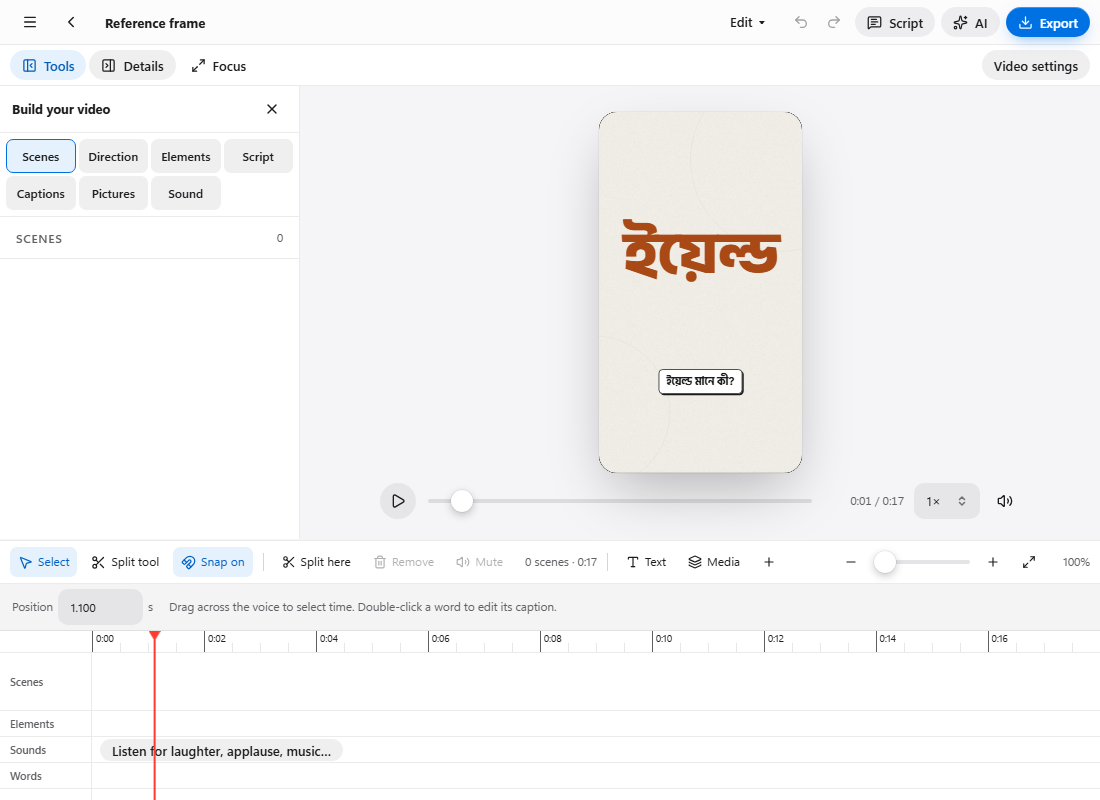 Reference frame
Edit
Script
AI
Export
Tools
Details
Focus
Video settings
Build your video
Scenes
Direction
Elements
Script
Captions
Pictures
Sound
SCENES
0
ইয়েল্ড
ইয়েল্ড মানে কী?
0:01 / 0:17
1×
Select
Split tool
Snap on
Split here
Remove
Mute
0 scenes · 0:17
Text
Media
100%
Position
1.100
s
Drag across the voice to select time. Double-click a word to edit its caption.
0:00
0:02
0:04
0:06
0:08
0:10
0:12
0:14
0:16
Scenes
Elements
Sounds
Listen for laughter, applause, music...
Words